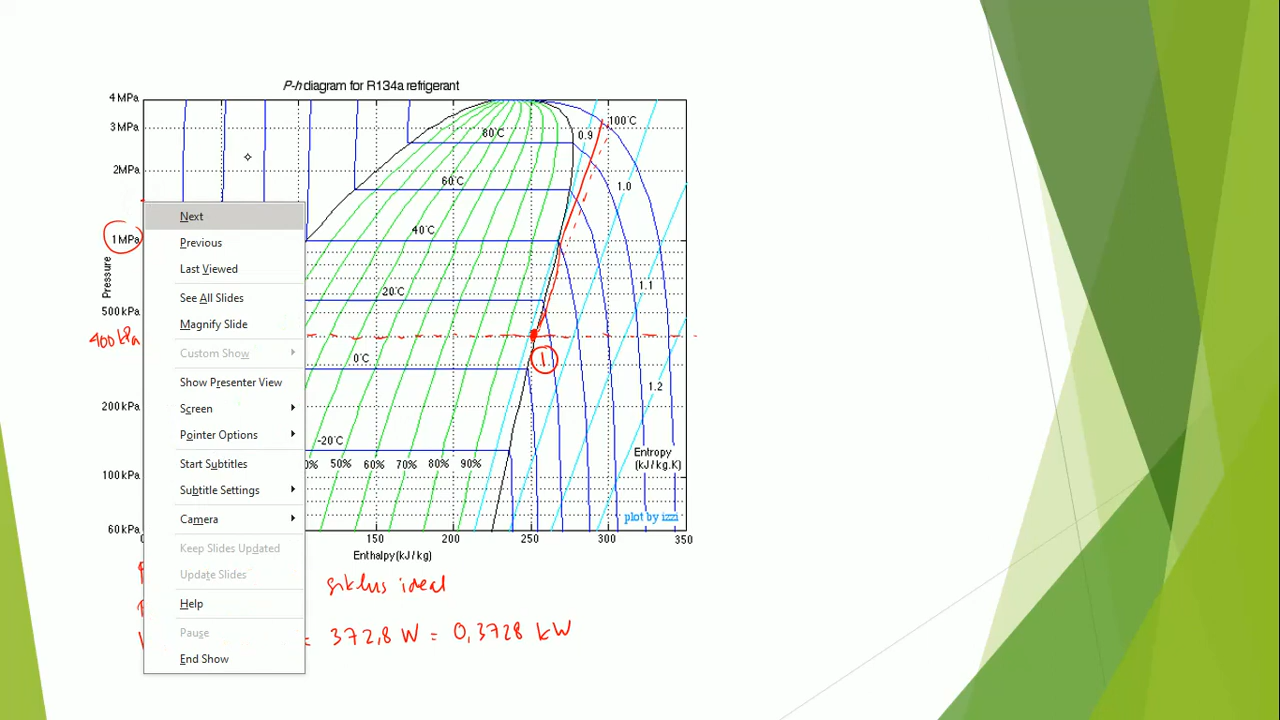 P-h diagram for R134a refrigerant
4 MPa
3 MPa
2 MPa
1 MPa
500 kPa
400 kPa
200 kPa
100 kPa
60 kPa
Pressure
80°C
0.9
100°C
60°C
1.0
40°C
1.1
20°C
1
0°C
1.2
-20°C
50% 60% 70% 80% 90%
Entropy
(kJ / kg.K)
plot by izzi
150 200 250 300 350
Enthalpy (kJ / kg)
Next
Previous
Last Viewed
See All Slides
Magnify Slide
Custom Show
Show Presenter View
Screen
Pointer Options
Start Subtitles
Subtitle Settings
Camera
Keep Slides Updated
Update Slides
Help
Pause
End Show
siklus ideal
= 372,8 W = 0,3728 kW